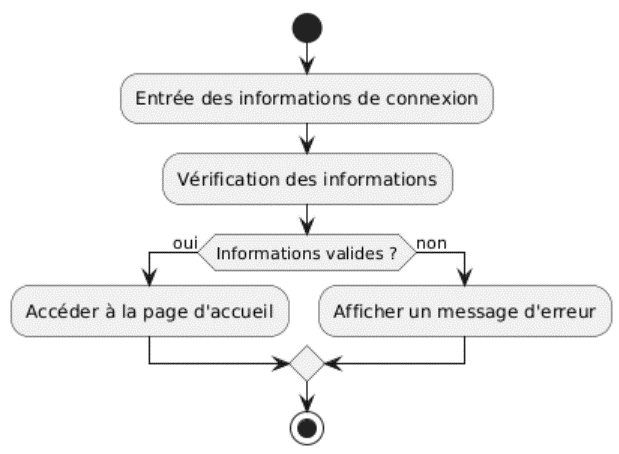 Entrée des informations de connexion
Vérification des informations
oui
Informations valides ?
non
Accéder à la page d'accueil
Afficher un message d'erreur